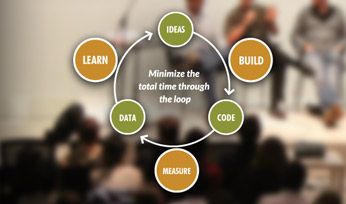 IDEAS
LEARN
BUILD
Minimize the
total time through
the loop
DATA
CODE
MEASURE